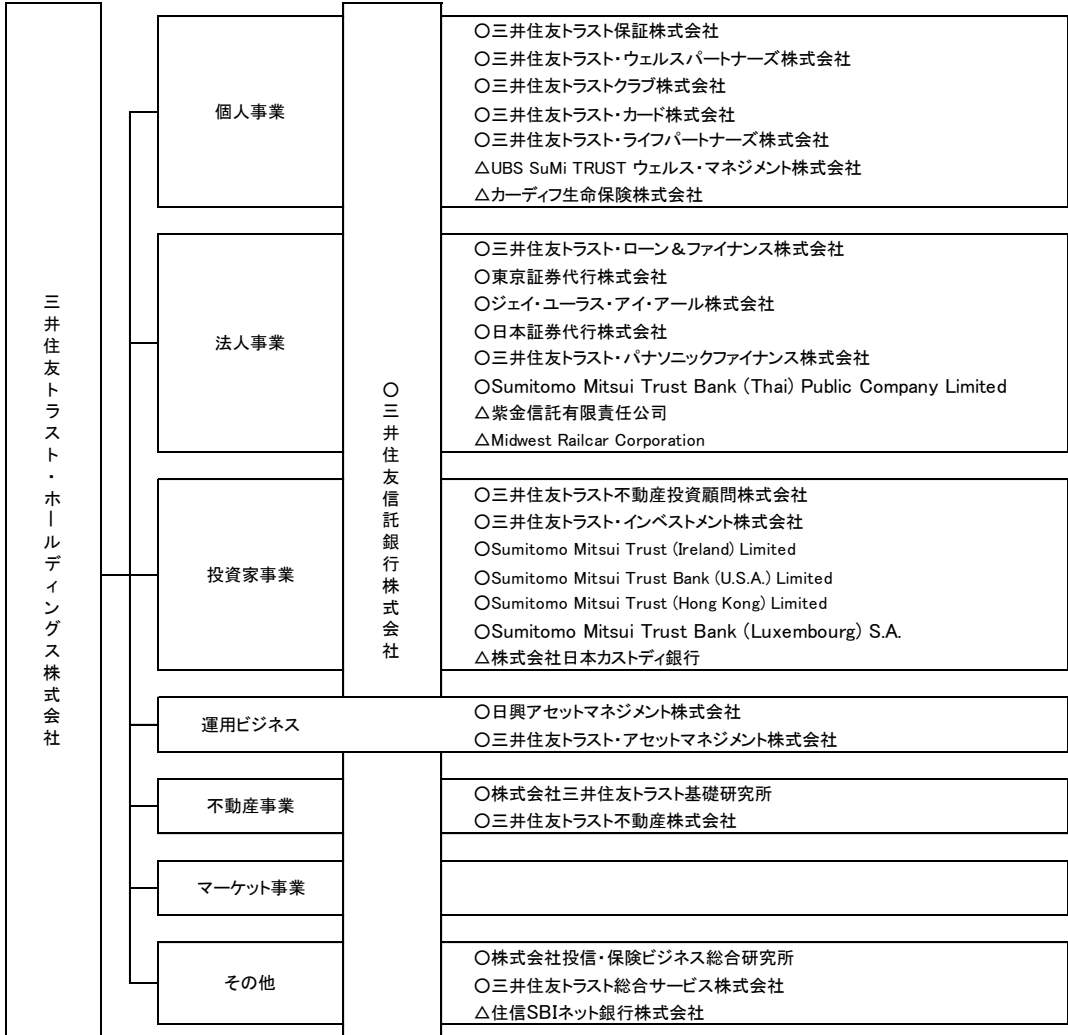 三井住友トラスト・ホールディングス株式会社
○三井住友信託銀行株式会社
個人事業
○三井住友トラスト保証株式会社
○三井住友トラスト・ウェルスパートナーズ株式会社
○三井住友トラストクラブ株式会社
○三井住友トラスト・カード株式会社
○三井住友トラスト・ライフパートナーズ株式会社
△UBS SuMi TRUST ウェルス・マネジメント株式会社
△カーディフ生命保険株式会社
法人事業
○三井住友トラスト・ローン&ファイナンス株式会社
○東京証券代行株式会社
○ジェイ・ユーラス・アイ・アール株式会社
○日本証券代行株式会社
○三井住友トラスト・パナソニックファイナンス株式会社
○Sumitomo Mitsui Trust Bank (Thai) Public Company Limited
△紫金信託有限責任公司
△Midwest Railcar Corporation
投資家事業
○三井住友トラスト不動産投資顧問株式会社
○三井住友トラスト・インベストメント株式会社
○Sumitomo Mitsui Trust (Ireland) Limited
○Sumitomo Mitsui Trust Bank (U.S.A.) Limited
○Sumitomo Mitsui Trust (Hong Kong) Limited
○Sumitomo Mitsui Trust Bank (Luxembourg) S.A.
△株式会社日本カストディ銀行
運用ビジネス
○日興アセットマネジメント株式会社
○三井住友トラスト・アセットマネジメント株式会社
不動産事業
○株式会社三井住友トラスト基礎研究所
○三井住友トラスト不動産株式会社
マーケット事業
その他
○株式会社投信・保険ビジネス総合研究所
○三井住友トラスト総合サービス株式会社
△住信SBIネット銀行株式会社